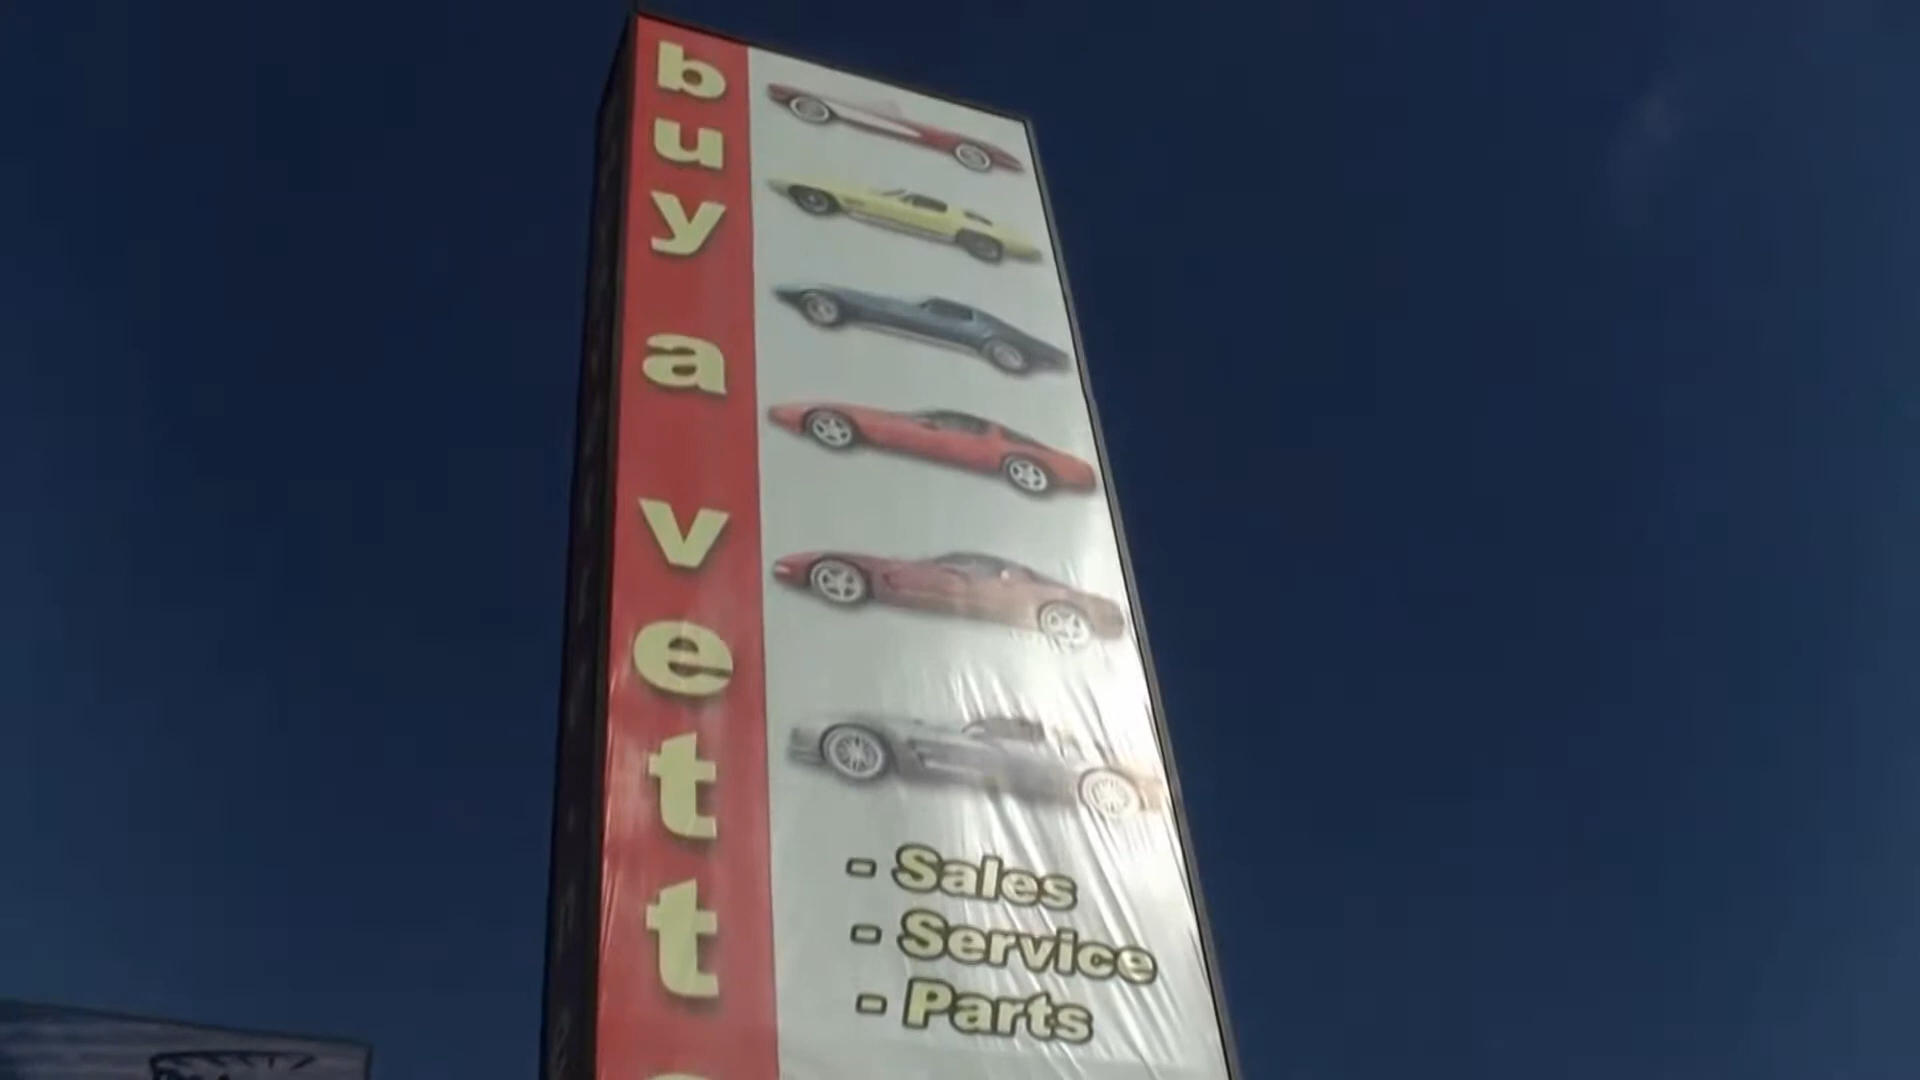 buy a vett
- Sales
- Service
- Parts